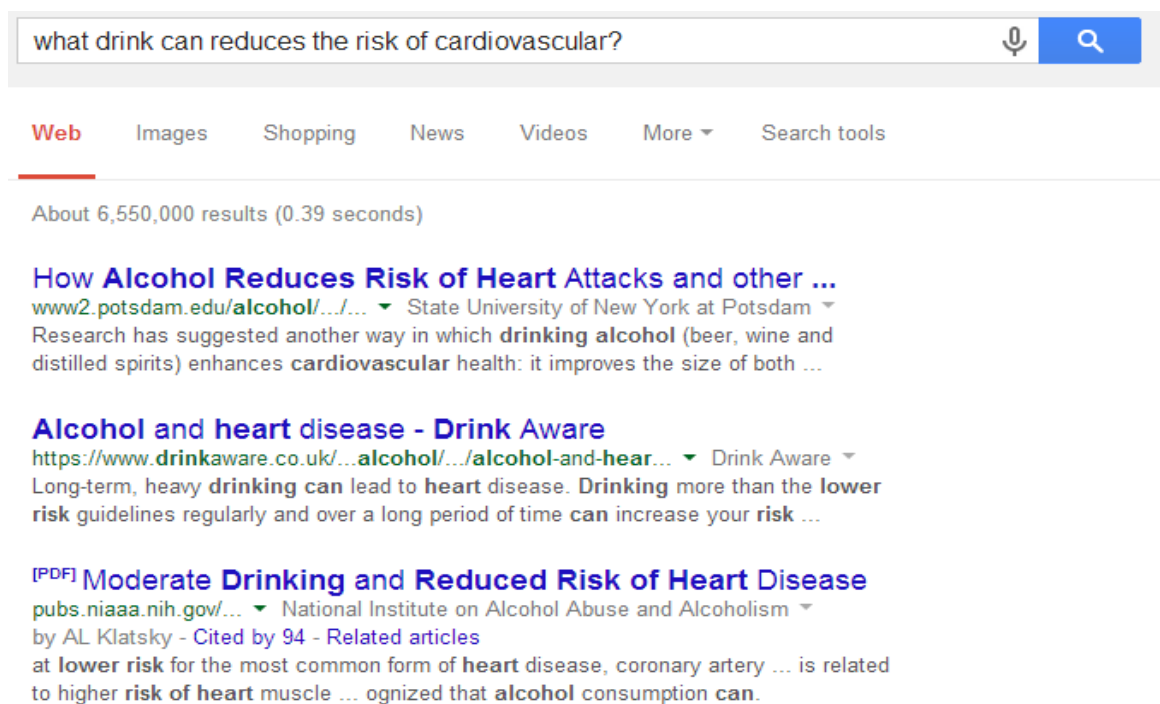 what drink can reduces the risk of cardiovascular?
Web Images Shopping News Videos More Search tools
About 6,550,000 results (0.39 seconds)
How Alcohol Reduces Risk of Heart Attacks and other ...
www2.potsdam.edu/alcohol/.../... State University of New York at Potsdam
Research has suggested another way in which drinking alcohol (beer, wine and
distilled spirits) enhances cardiovascular health: it improves the size of both ...
Alcohol and heart disease - Drink Aware
https://www.drinkaware.co.uk/...alcohol/.../alcohol-and-hear... Drink Aware
Long-term, heavy drinking can lead to heart disease. Drinking more than the lower
risk guidelines regularly and over a long period of time can increase your risk ...
[PDF] Moderate Drinking and Reduced Risk of Heart Disease
pubs.niaaa.nih.gov/... National Institute on Alcohol Abuse and Alcoholism
by AL Klatsky - Cited by 94 - Related articles
at lower risk for the most common form of heart disease, coronary artery ... is related
to higher risk of heart muscle ... ognized that alcohol consumption can.